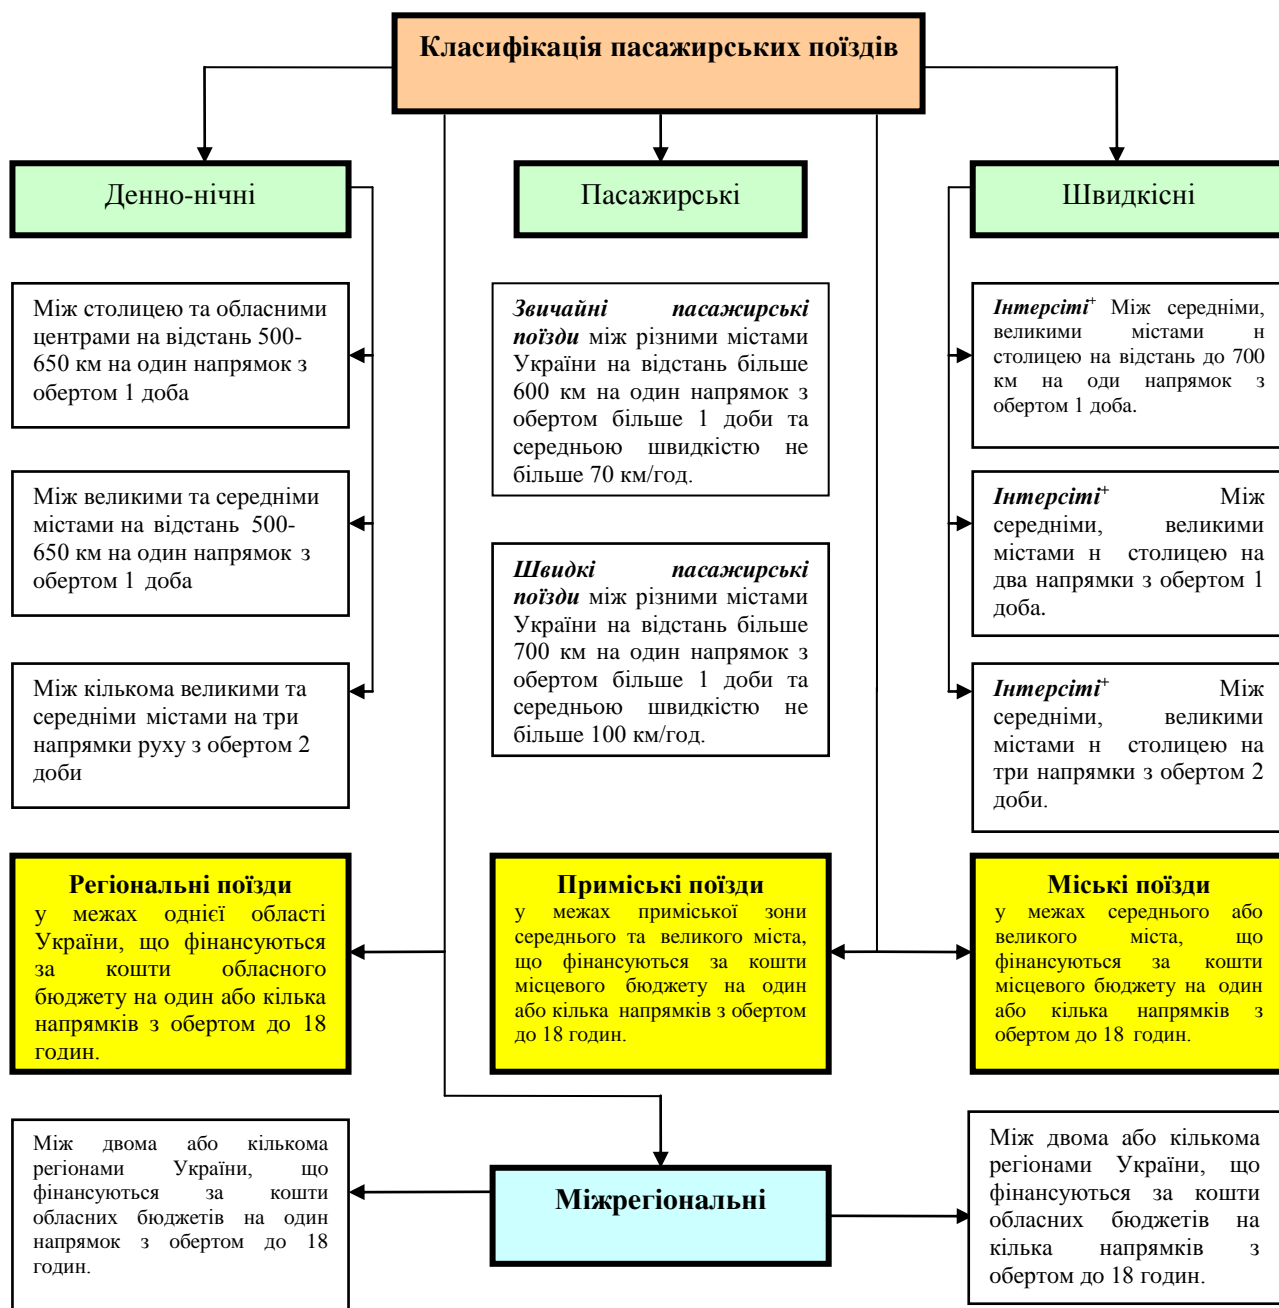 Класифікація пасажирських поїздів
Денно-нічні
Пасажирські
Швидкісні
Між столицею та обласними
центрами на відстань 500-
650 км на один напрямок з
обертом 1 доба
Між великими та середніми
містами на відстань 500-
650 км на один напрямок з
обертом 1 доба
Між кількома великими та
середніми містами на три
напрямки руху з обертом 2
доби
Звичайні пасажирські
поїзди між різними містами
України на відстань більше
600 км на один напрямок з
обертом більше 1 доби та
середньою швидкістю не
більше 70 км/год.
Швидкі пасажирські
поїзди між різними містами
України на відстань більше
700 км на один напрямок з
обертом більше 1 доби та
середньою швидкістю не
більше 100 км/год.
Інтерсіті+ Між середніми,
великими містами н
столицею на відстань до 700
км на оди напрямок з
обертом 1 доба.
Інтерсіті+ Між
середніми, великими
містами н столицею на
два напрямки з обертом 1
доба.
Інтерсіті+ Між
середніми, великими
містами н столицею на
три напрямки з обертом 2
доби.
Регіональні поїзди
у межах однієї області
України, що фінансуються
за кошти обласного
бюджету на один або кілька
напрямків з обертом до 18
годин.
Приміські поїзди
у межах приміської зони
середнього та великого міста,
що фінансуються за кошти
місцевого бюджету на один
або кілька напрямків з обертом
до 18 годин.
Міські поїзди
у межах середнього або
великого міста, що
фінансуються за кошти
місцевого бюджету на один
або кілька напрямків з
обертом до 18 годин.
Між двома або кількома
регіонами України, що
фінансуються за кошти
обласних бюджетів на один
напрямок з обертом до 18
годин.
Міжрегіональні
Між двома або кількома
регіонами України, що
фінансуються за кошти
обласних бюджетів на
кілька напрямків з
обертом до 18 годин.